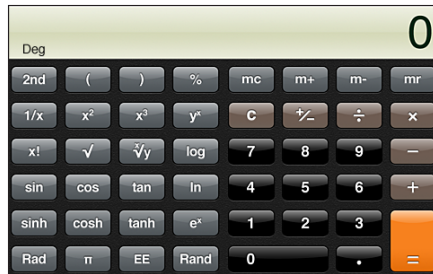 0
Deg
2nd ( ) % mc m+ m- mr
1/x x² x³ yˣ C +/− ÷ ×
x! √ ˣ√y log 7 8 9 −
sin cos tan ln 4 5 6 +
sinh cosh tanh eˣ 1 2 3
Rad π EE Rand 0 . =